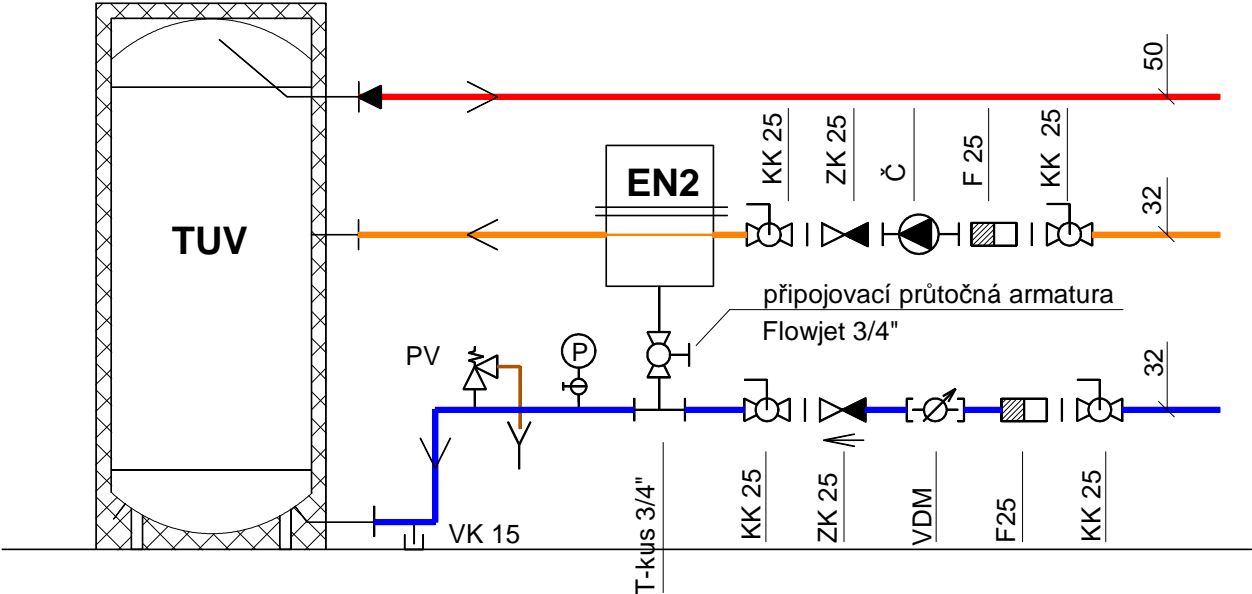 50
KK 25
ZK 25
Č
F 25
KK 25
32
EN2
TUV
připojovací průtočná armatura
Flowjet 3/4"
PV
P
32
VK 15
T-kus 3/4"
KK 25
ZK 25
VDM
F25
KK 25